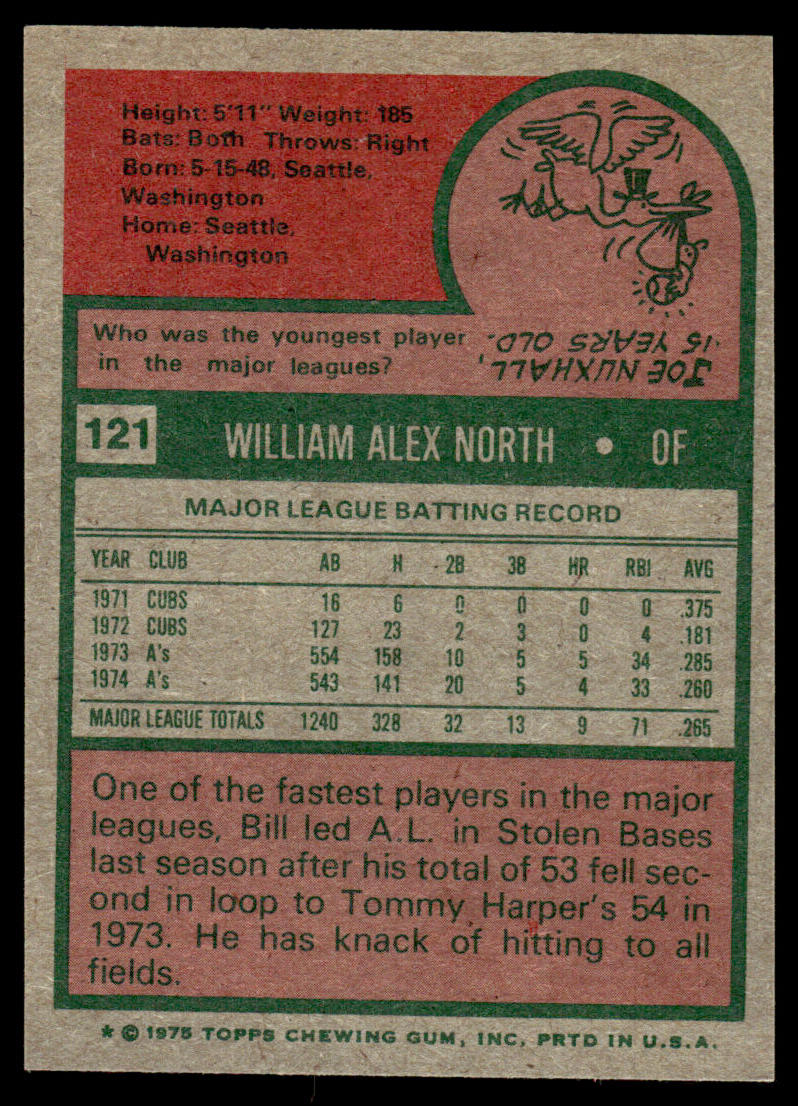 Height: 5'11" Weight: 185
Bats: Both Throws: Right
Born: 5-15-48, Seattle,
Washington
Home: Seattle,
Washington
Who was the youngest player
in the major leagues?
JOE NUXHALL,
15 YEARS OLD.
121 WILLIAM ALEX NORTH • OF
MAJOR LEAGUE BATTING RECORD
YEAR CLUB AB H 2B 3B HR RBI AVG
1971 CUBS 16 6 0 0 0 0 .375
1972 CUBS 127 23 2 3 0 4 .181
1973 A's 554 158 10 5 5 34 .285
1974 A's 543 141 20 5 4 33 .260
MAJOR LEAGUE TOTALS 1240 328 32 13 9 71 .265
One of the fastest players in the major
leagues, Bill led A.L. in Stolen Bases
last season after his total of 53 fell sec-
ond in loop to Tommy Harper's 54 in
1973. He has knack of hitting to all
fields.
* © 1975 TOPPS CHEWING GUM, INC. PRTD IN U.S.A.